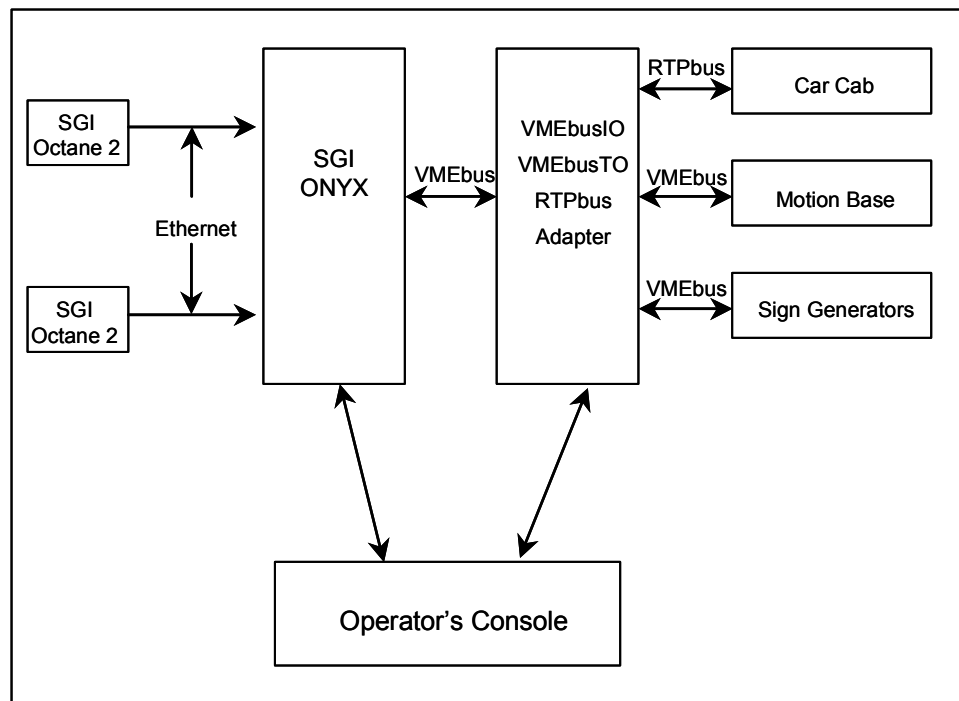 SGI
Octane 2
Ethernet
SGI
Octane 2
SGI
ONYX
VMEbus
VMEbusIO
VMEbusTO
RTPbus
Adapter
RTPbus
Car Cab
VMEbus
Motion Base
VMEbus
Sign Generators
Operator’s Console